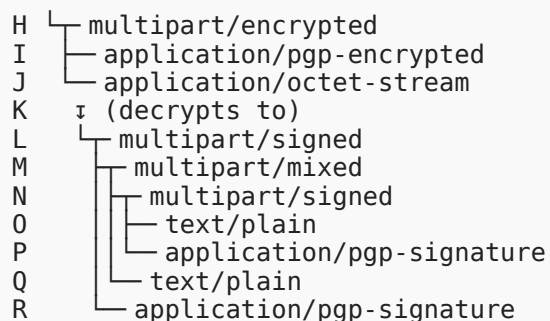 H └┬╴multipart/encrypted
I  ├─╴application/pgp-encrypted
J  └─╴application/octet-stream
K   ↧ (decrypts to)
L   └┬╴multipart/signed
M    ├┬╴multipart/mixed
N    │├┬╴multipart/signed
O    ││├─╴text/plain
P    ││└─╴application/pgp-signature
Q    │└─╴text/plain
R    └─╴application/pgp-signature